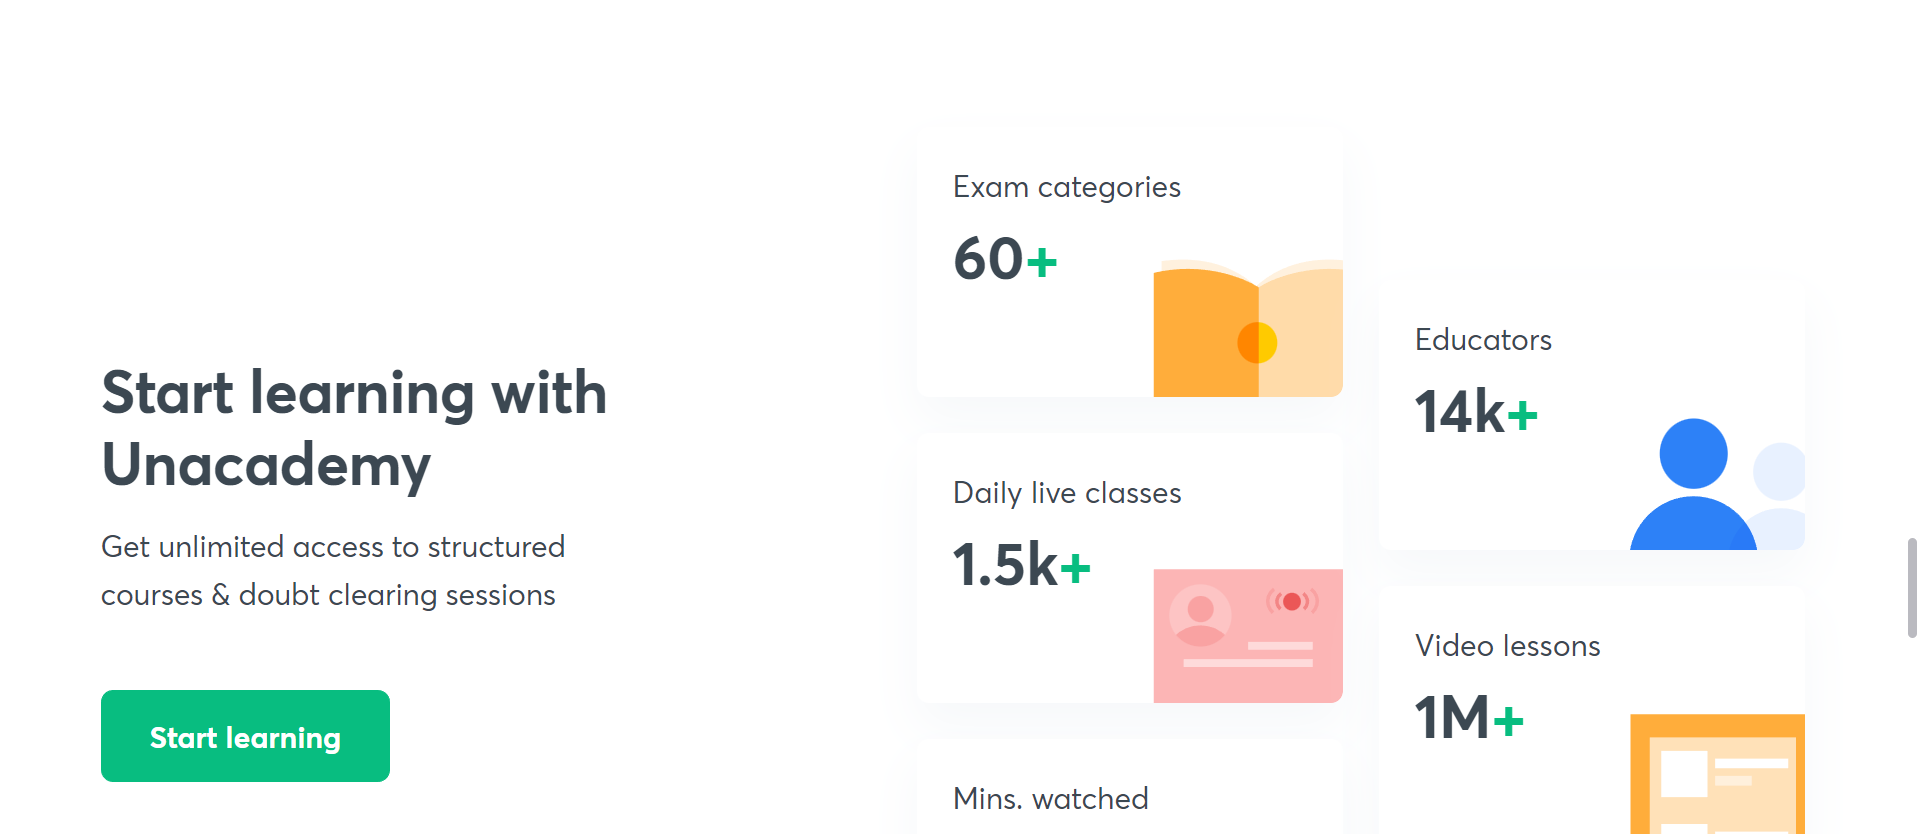 Start learning with
Unacademy
Get unlimited access to structured
courses & doubt clearing sessions
Start learning
Exam categories
60+
Daily live classes
1.5k+
Mins. watched
Educators
14k+
Video lessons
1M+